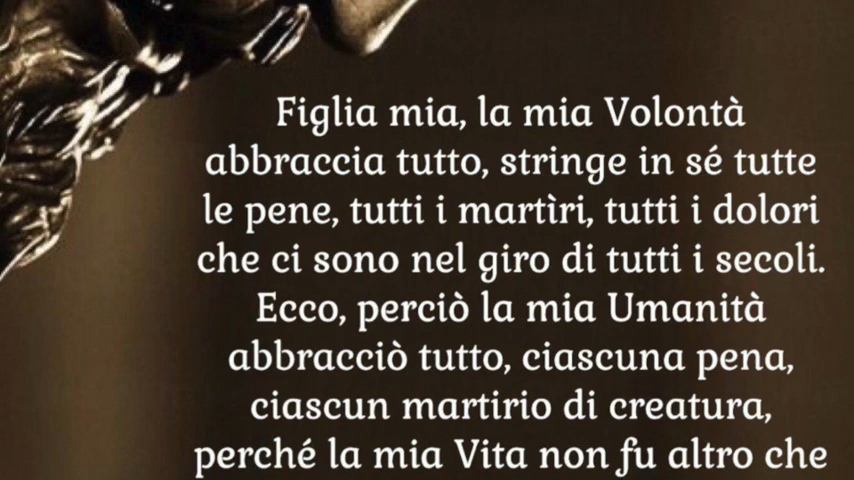 Figlia mia, la mia Volontà
abbraccia tutto, stringe in sé tutte
le pene, tutti i martìri, tutti i dolori
che ci sono nel giro di tutti i secoli.
Ecco, perciò la mia Umanità
abbracciò tutto, ciascuna pena,
ciascun martirio di creatura,
perché la mia Vita non fu altro che